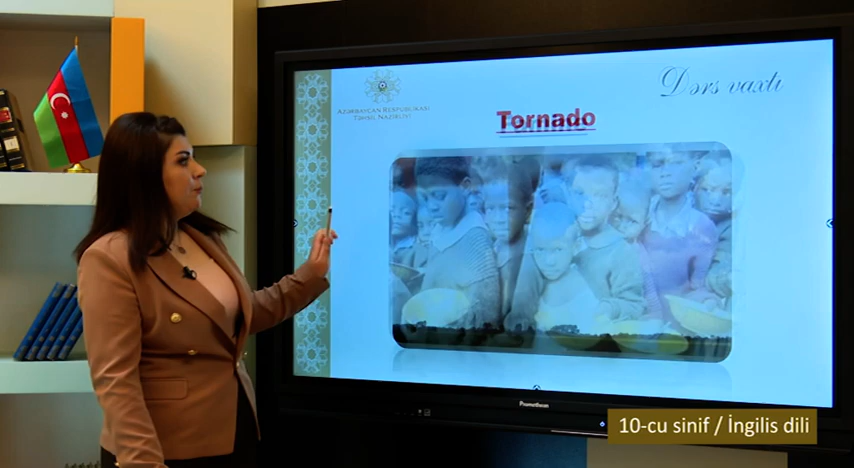 Dərs vaxtı
AZƏRBAYCAN RESPUBLİKASI
TƏHSİL NAZİRLİYİ
Tornado
Promethean
10-cu sinif / İngilis dili